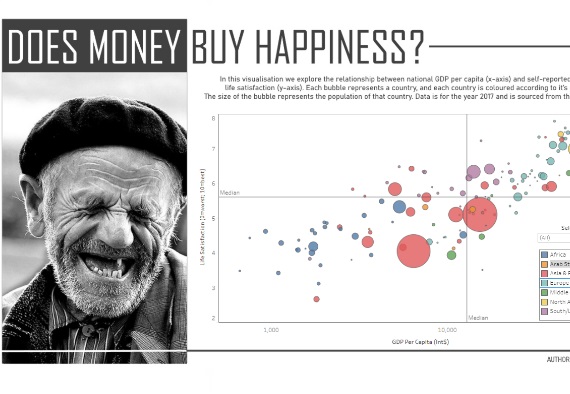 DOES MONEY BUY HAPPINESS?
In this visualisation we explore the relationship between national GDP per capita (x-axis) and self-reported
life satisfaction (y-axis). Each bubble represents a country, and each country is coloured according to it's
The size of the bubble represents the population of that country. Data is for the year 2017 and is sourced from th
8
7
6
5
4
3
2
Life Satisfaction
Median
Median
1,000
10,000
GDP Per Capita (Int$)
Sel
(All)
Africa
Arab St
Asia & P
Europe
Middle
North A
South/L
AUTHOR